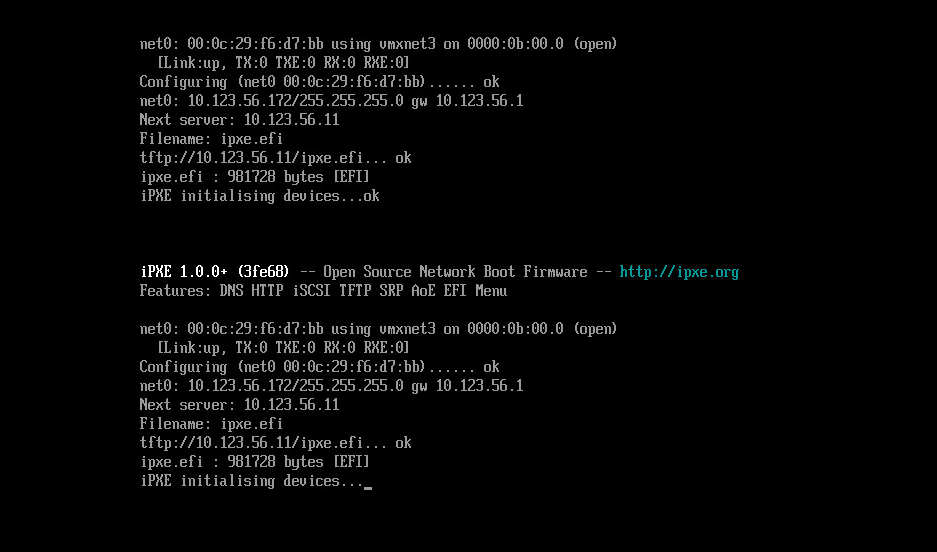 net0: 00:0c:29:f6:d7:bb using vmxnet3 on 0000:0b:00.0 (open)
[Link:up, TX:0 TXE:0 RX:0 RXE:0]
Configuring (net0 00:0c:29:f6:d7:bb)...... ok
net0: 10.123.56.172/255.255.255.0 gw 10.123.56.1
Next server: 10.123.56.11
Filename: ipxe.efi
tftp://10.123.56.11/ipxe.efi... ok
ipxe.efi : 981728 bytes [EFI]
iPXE initialising devices...ok
iPXE 1.0.0+ (3fe68) -- Open Source Network Boot Firmware -- http://ipxe.org
Features: DNS HTTP iSCSI TFTP SRP AoE EFI Menu
net0: 00:0c:29:f6:d7:bb using vmxnet3 on 0000:0b:00.0 (open)
[Link:up, TX:0 TXE:0 RX:0 RXE:0]
Configuring (net0 00:0c:29:f6:d7:bb)...... ok
net0: 10.123.56.172/255.255.255.0 gw 10.123.56.1
Next server: 10.123.56.11
Filename: ipxe.efi
tftp://10.123.56.11/ipxe.efi... ok
ipxe.efi : 981728 bytes [EFI]
iPXE initialising devices..._